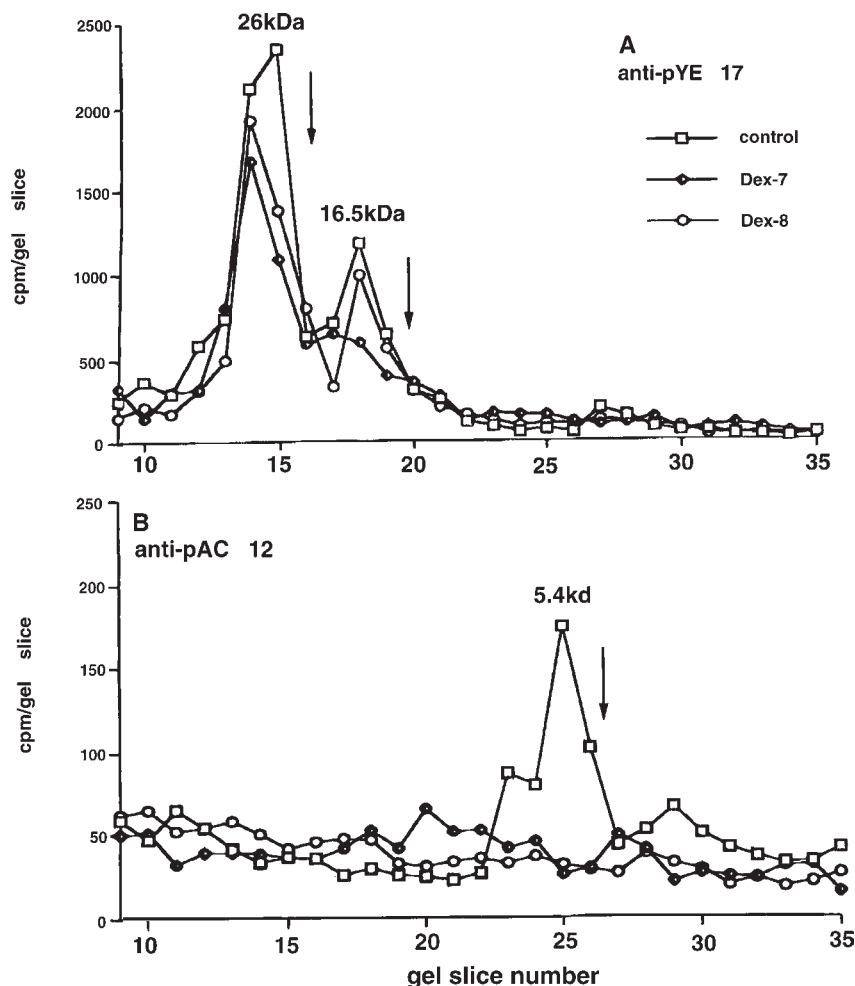 26kDa
A
anti-pYE 17
control
Dex-7
Dex-8
16.5kDa
cpm/gel slice
2500
2000
1500
1000
500
0
10 15 20 25 30 35
B
anti-pAC 12
5.4kd
cpm/gel slice
250
200
150
100
50
0
10 15 20 25 30 35
gel slice number